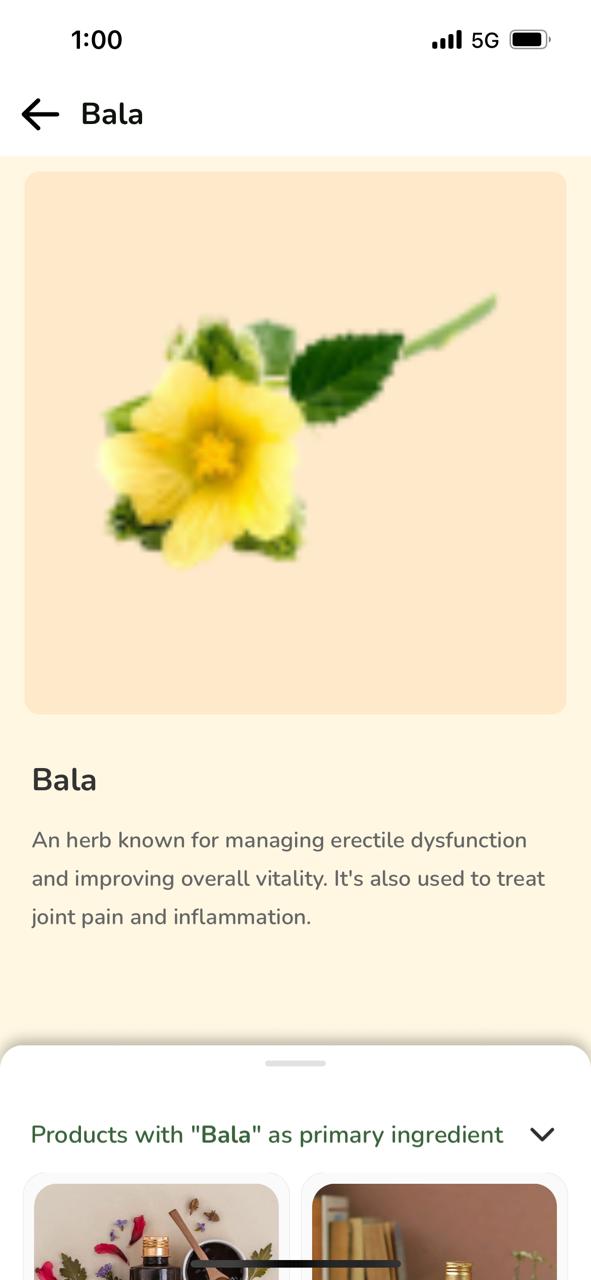 1:00
5G
Bala
Bala
An herb known for managing erectile dysfunction
and improving overall vitality. It's also used to treat
joint pain and inflammation.
Products with "Bala" as primary ingredient